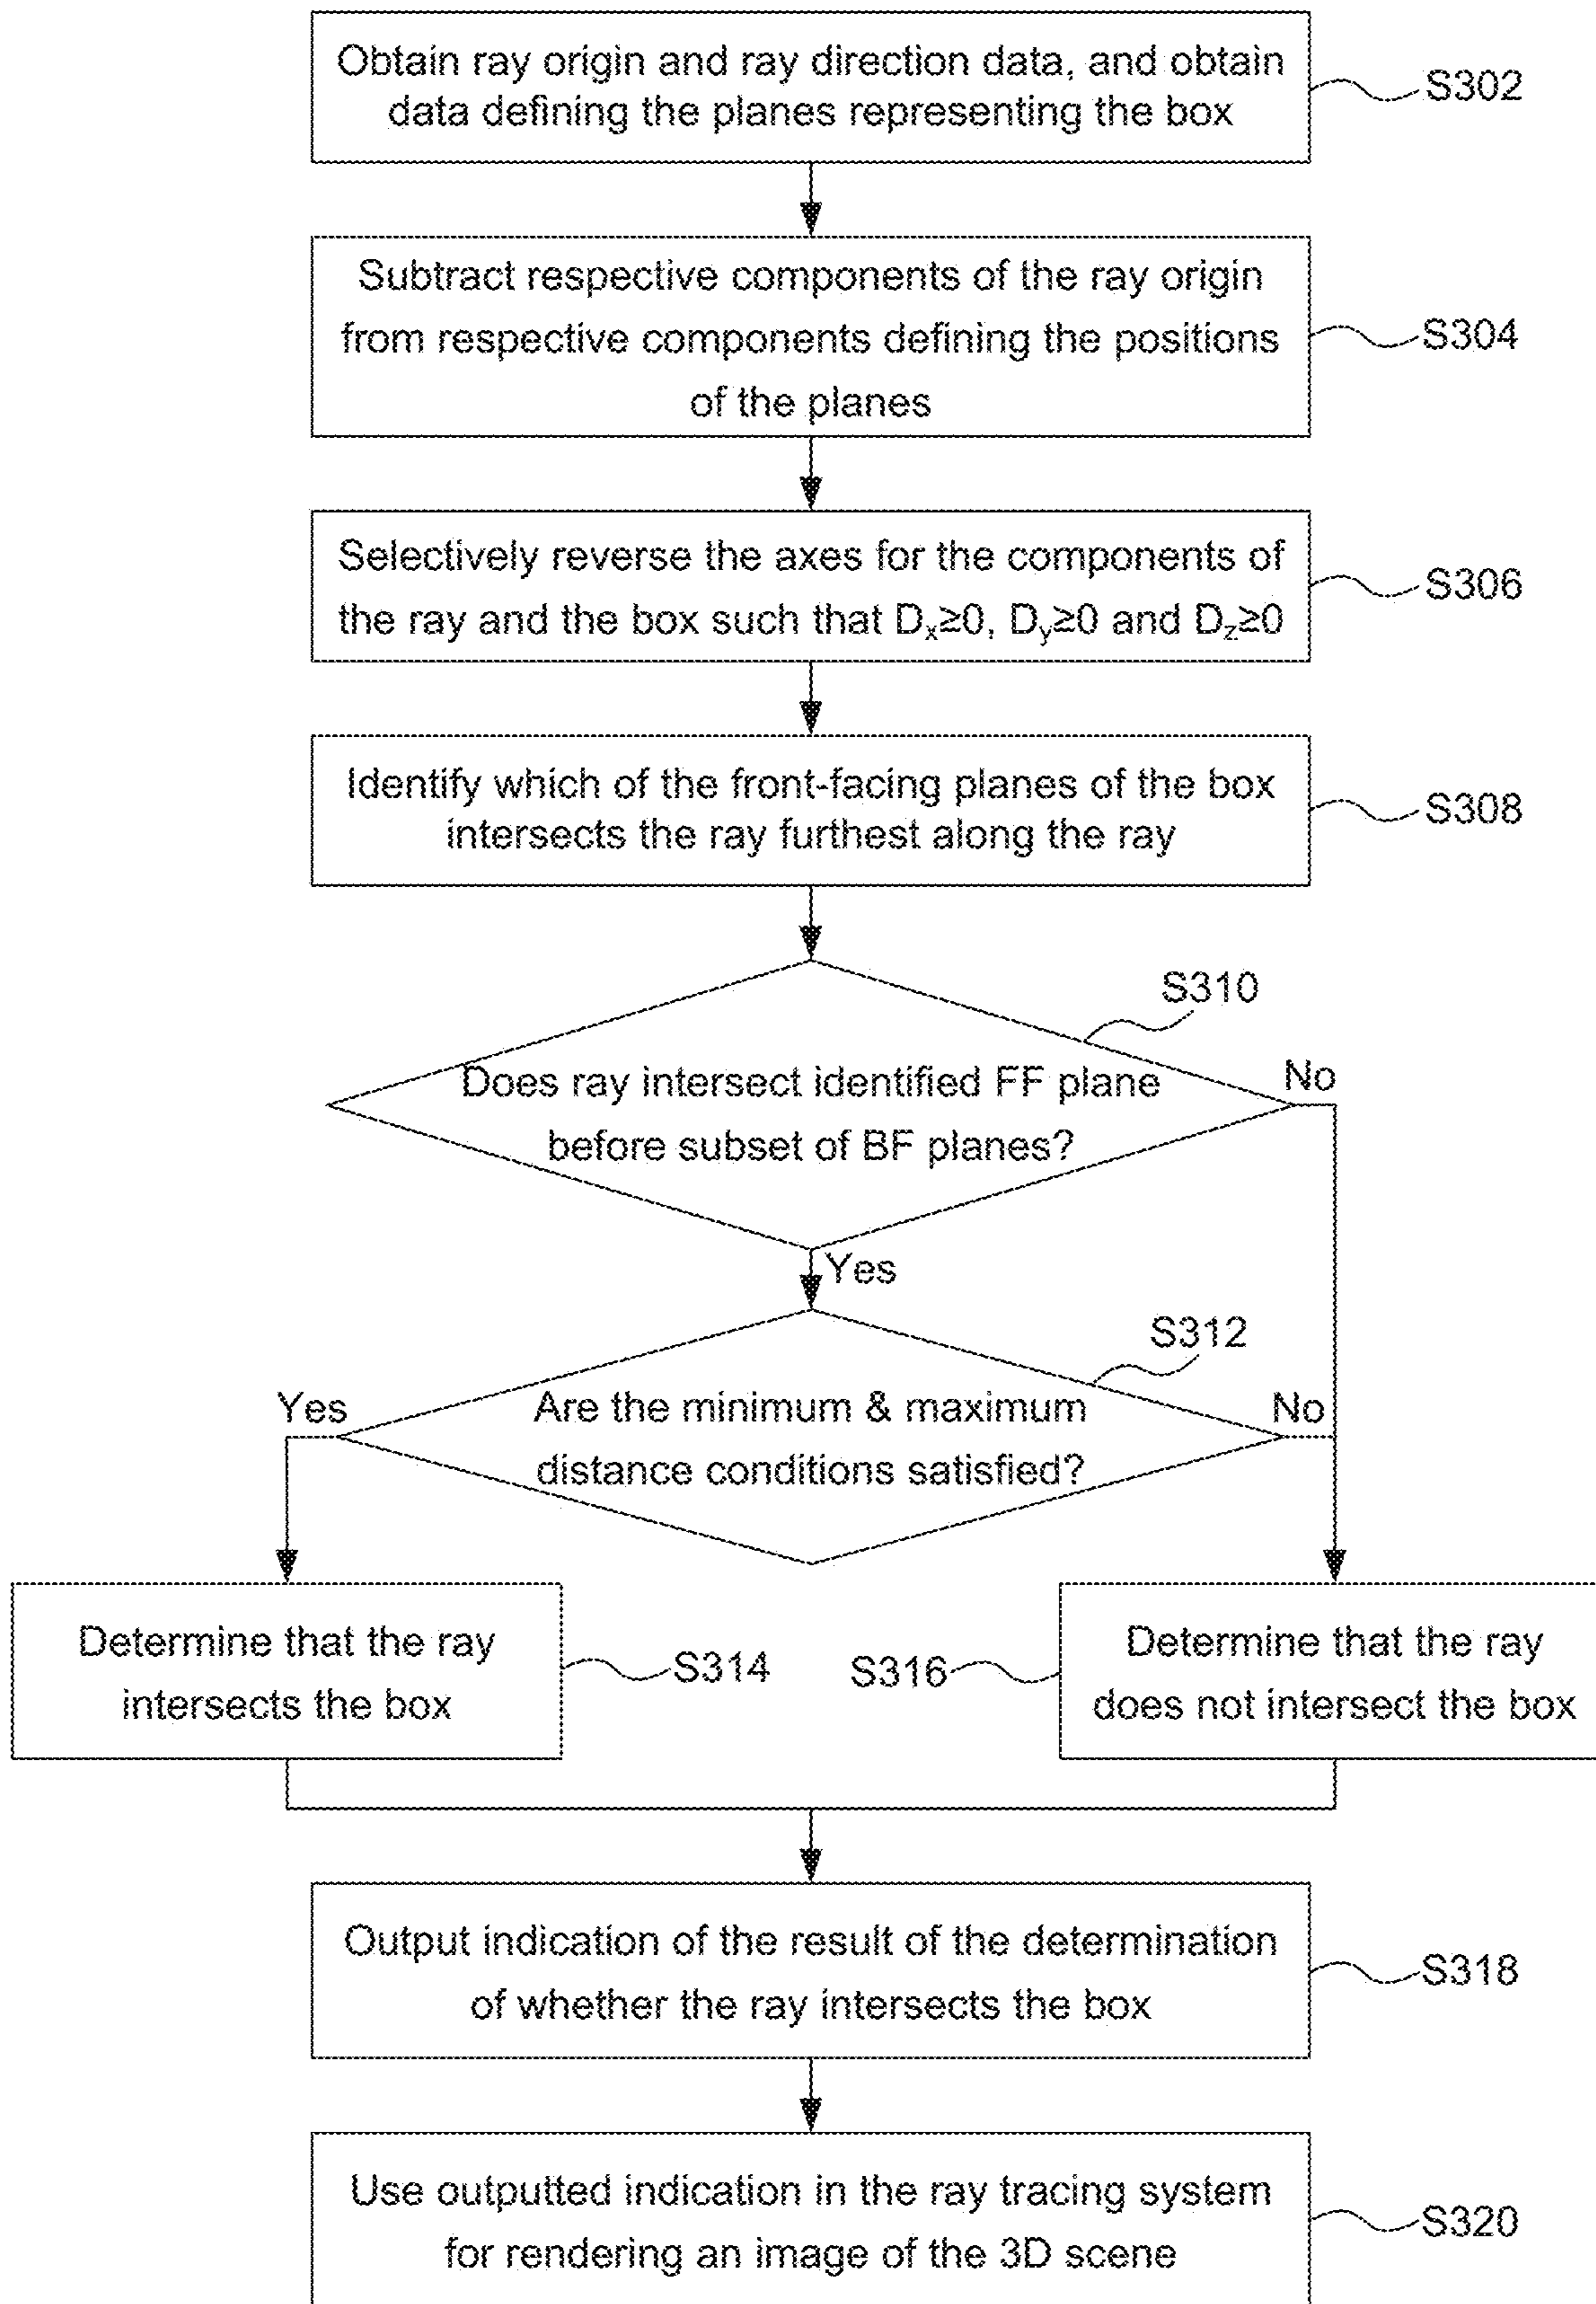 Obtain ray origin and ray direction data, and obtain
data defining the planes representing the box
S302
Subtract respective components of the ray origin
from respective components defining the positions
of the planes
S304
Selectively reverse the axes for the components of
the ray and the box such that Dx≥0, Dy≥0 and Dz≥0
S306
Identify which of the front-facing planes of the box
intersects the ray furthest along the ray
S308
S310
Does ray intersect identified FF plane
before subset of BF planes?
No
Yes
S312
Are the minimum & maximum
distance conditions satisfied?
Yes
No
Determine that the ray
intersects the box
S314
S316
Determine that the ray
does not intersect the box
Output indication of the result of the determination
of whether the ray intersects the box
S318
Use outputted indication in the ray tracing system
for rendering an image of the 3D scene
S320